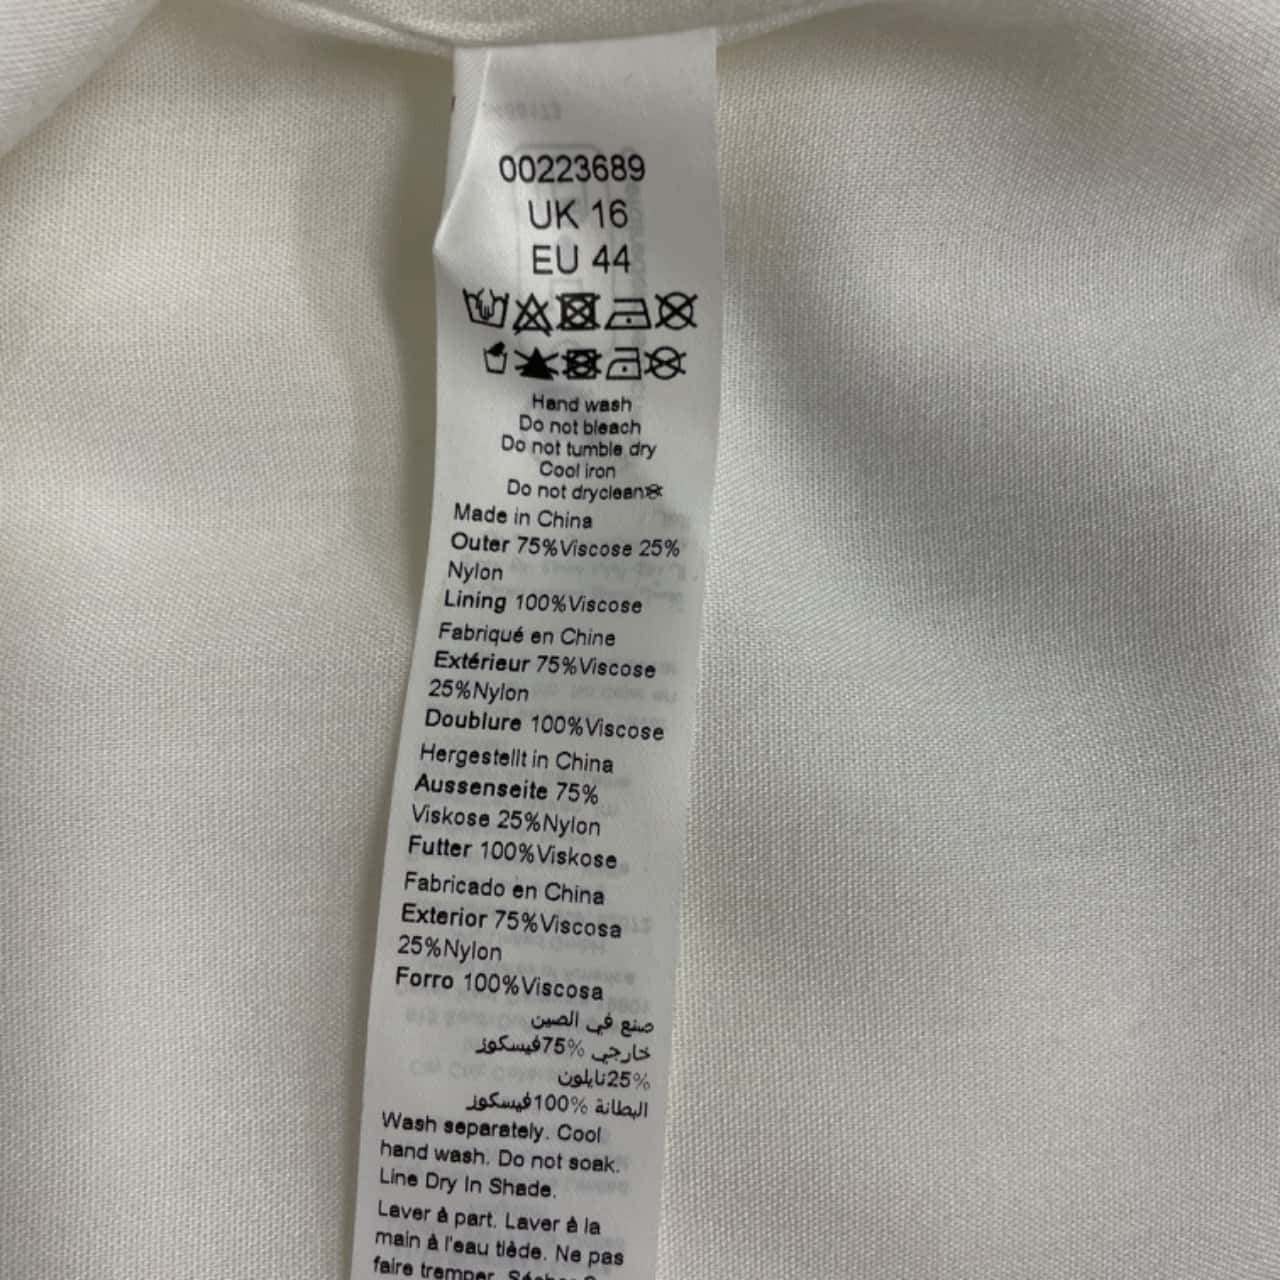 00223689
UK 16
EU 44
Hand wash
Do not bleach
Do not tumble dry
Cool iron
Do not dryclean
Made in China
Outer 75%Viscose 25%
Nylon
Lining 100%Viscose
Fabriqué en Chine
Extérieur 75%Viscose
25%Nylon
Doublure 100%Viscose
Hergestellt in China
Aussenseite 75%
Viskose 25%Nylon
Futter 100%Viskose
Fabricado en China
Exterior 75%Viscosa
25%Nylon
Forro 100%Viscosa
صنع في الصين
خارجي 75%فيسكوز
25%نايلون
البطانة 100%فيسكوز
Wash separately. Cool
hand wash. Do not soak.
Line Dry In Shade.
Laver à part. Laver à la
main à l'eau tiède. Ne pas
faire tremper.